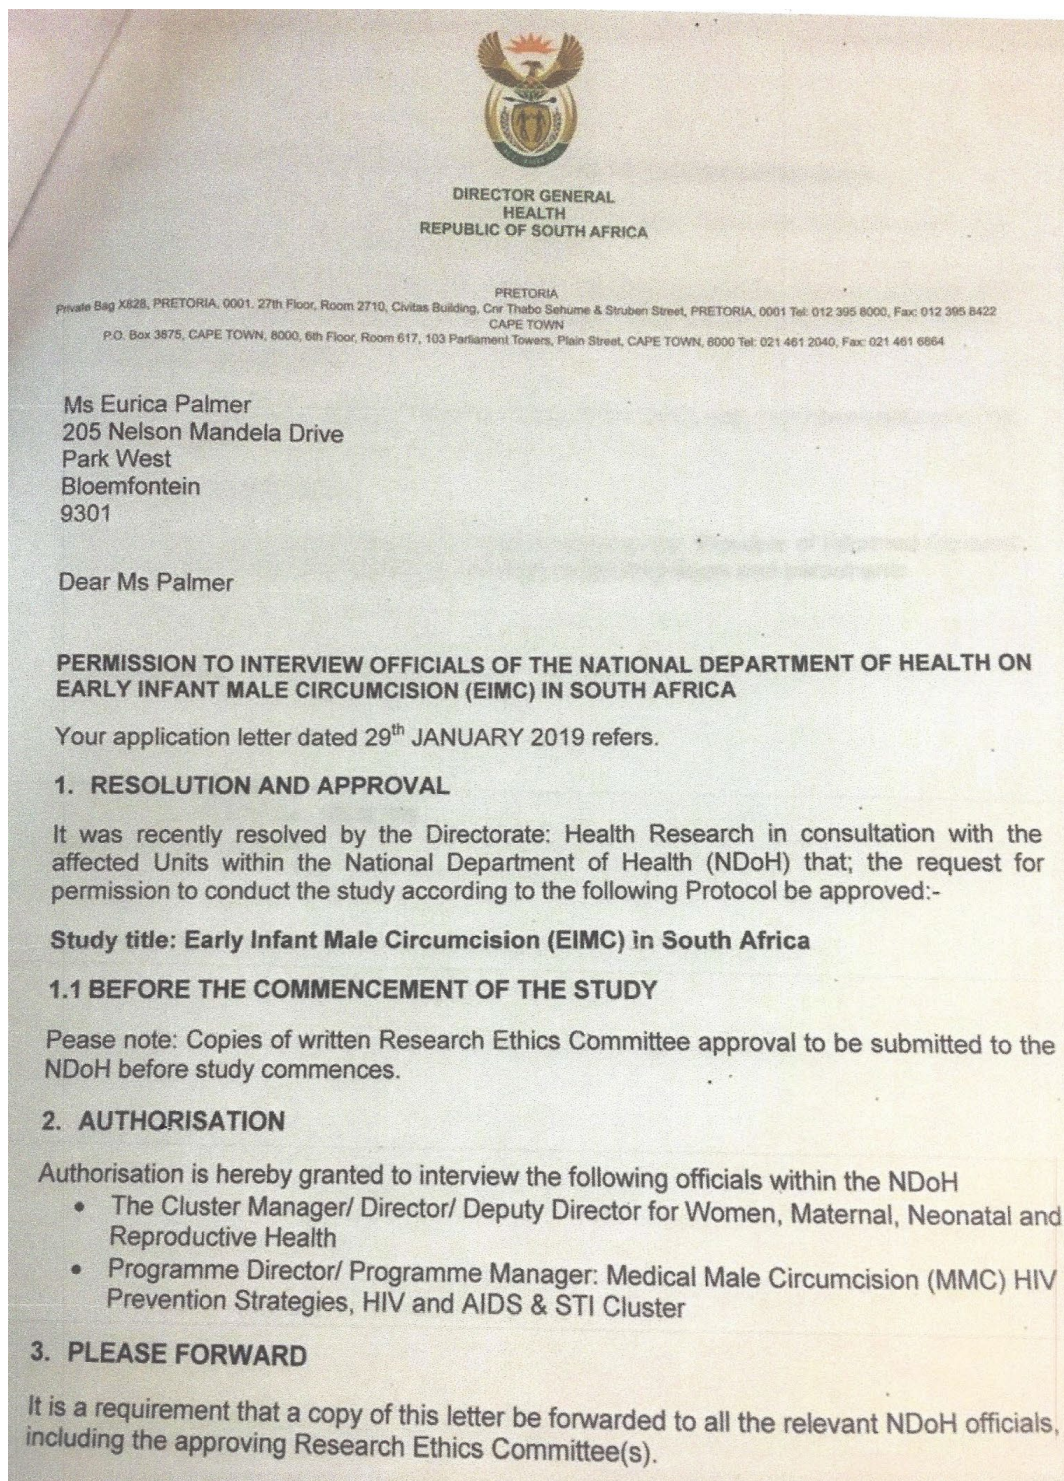 DIRECTOR GENERAL
HEALTH
REPUBLIC OF SOUTH AFRICA
PRETORIA
Private Bag X828, PRETORIA, 0001. 27th Floor, Room 2710, Civitas Building, Cnr Thabo Sehume & Struben Street, PRETORIA, 0001 Tel: 012 395 8000, Fax: 012 395 8422
CAPE TOWN
P.O. Box 3875, CAPE TOWN, 8000, 6th Floor, Room 617, 103 Parliament Towers, Plain Street, CAPE TOWN, 8000 Tel: 021 461 2040, Fax: 021 461 6864
Ms Eurica Palmer
205 Nelson Mandela Drive
Park West
Bloemfontein
9301
Dear Ms Palmer
PERMISSION TO INTERVIEW OFFICIALS OF THE NATIONAL DEPARTMENT OF HEALTH ON
EARLY INFANT MALE CIRCUMCISION (EIMC) IN SOUTH AFRICA
Your application letter dated 29th JANUARY 2019 refers.
1. RESOLUTION AND APPROVAL
It was recently resolved by the Directorate: Health Research in consultation with the
affected Units within the National Department of Health (NDoH) that; the request for
permission to conduct the study according to the following Protocol be approved:-
Study title: Early Infant Male Circumcision (EIMC) in South Africa
1.1 BEFORE THE COMMENCEMENT OF THE STUDY
Pease note: Copies of written Research Ethics Committee approval to be submitted to the
NDoH before study commences.
2. AUTHORISATION
Authorisation is hereby granted to interview the following officials within the NDoH
• The Cluster Manager/ Director/ Deputy Director for Women, Maternal, Neonatal and
Reproductive Health
• Programme Director/ Programme Manager: Medical Male Circumcision (MMC) HIV
Prevention Strategies, HIV and AIDS & STI Cluster
3. PLEASE FORWARD
It is a requirement that a copy of this letter be forwarded to all the relevant NDoH officials,
including the approving Research Ethics Committee(s).